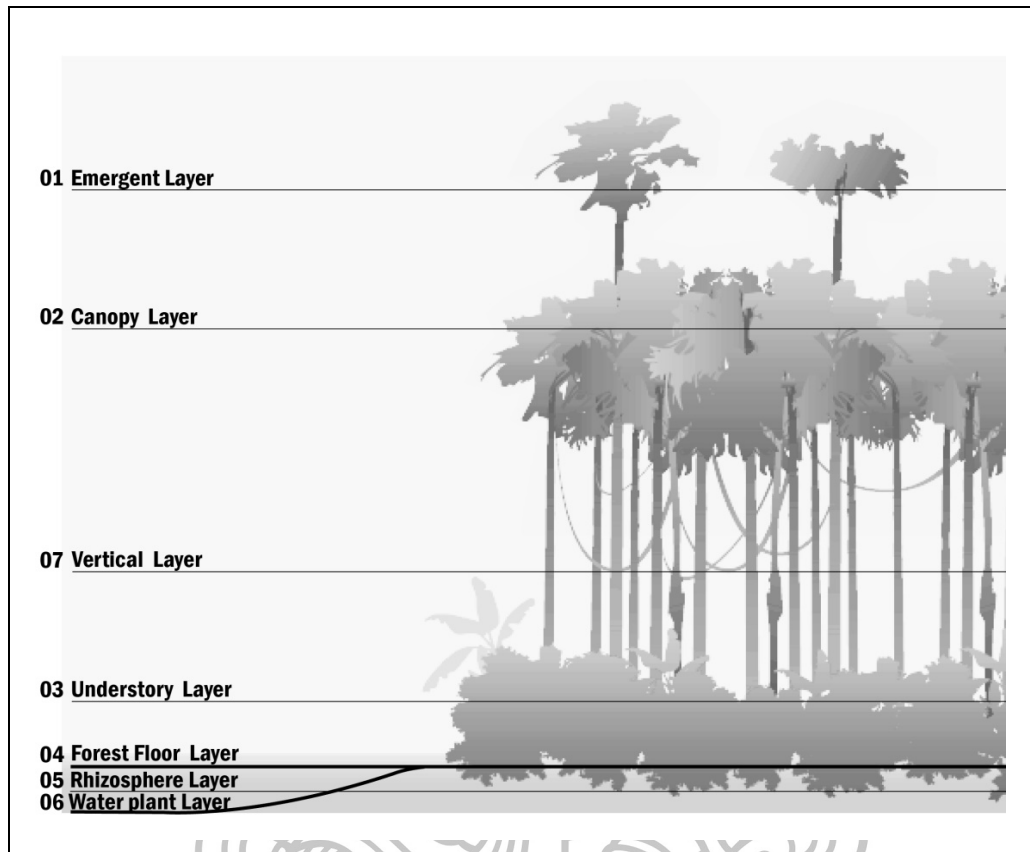 01 Emergent Layer
02 Canopy Layer
07 Vertical Layer
03 Understory Layer
04 Forest Floor Layer
05 Rhizosphere Layer
06 Water plant Layer